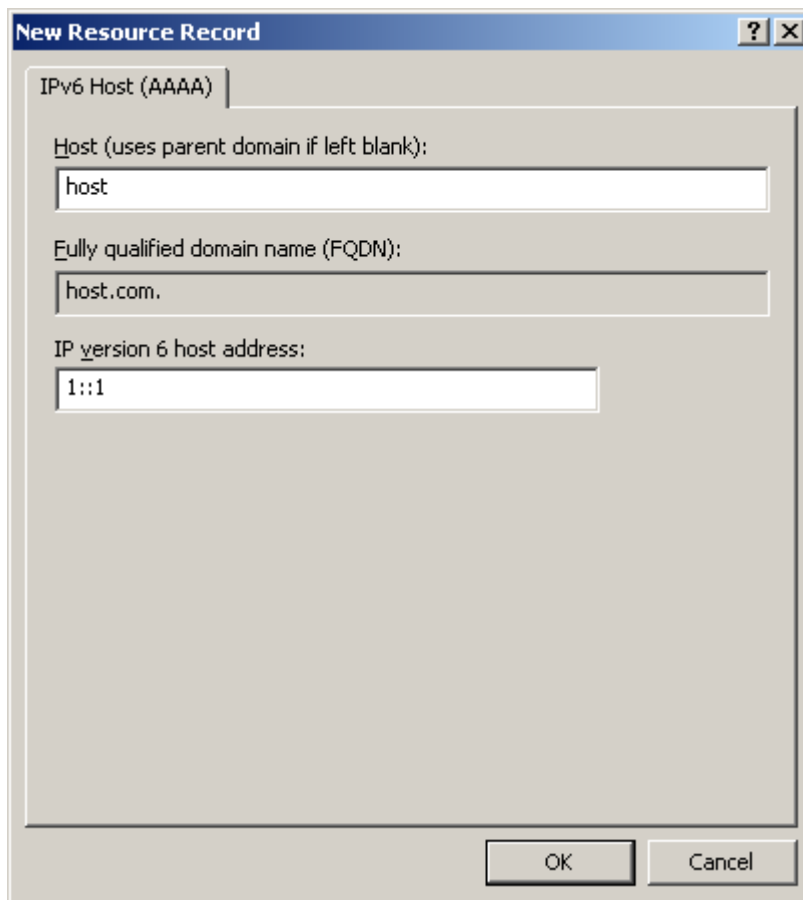 New Resource Record
IPv6 Host (AAAA)
Host (uses parent domain if left blank):
host
Fully qualified domain name (FQDN):
host.com.
IP version 6 host address:
1::1
OK Cancel